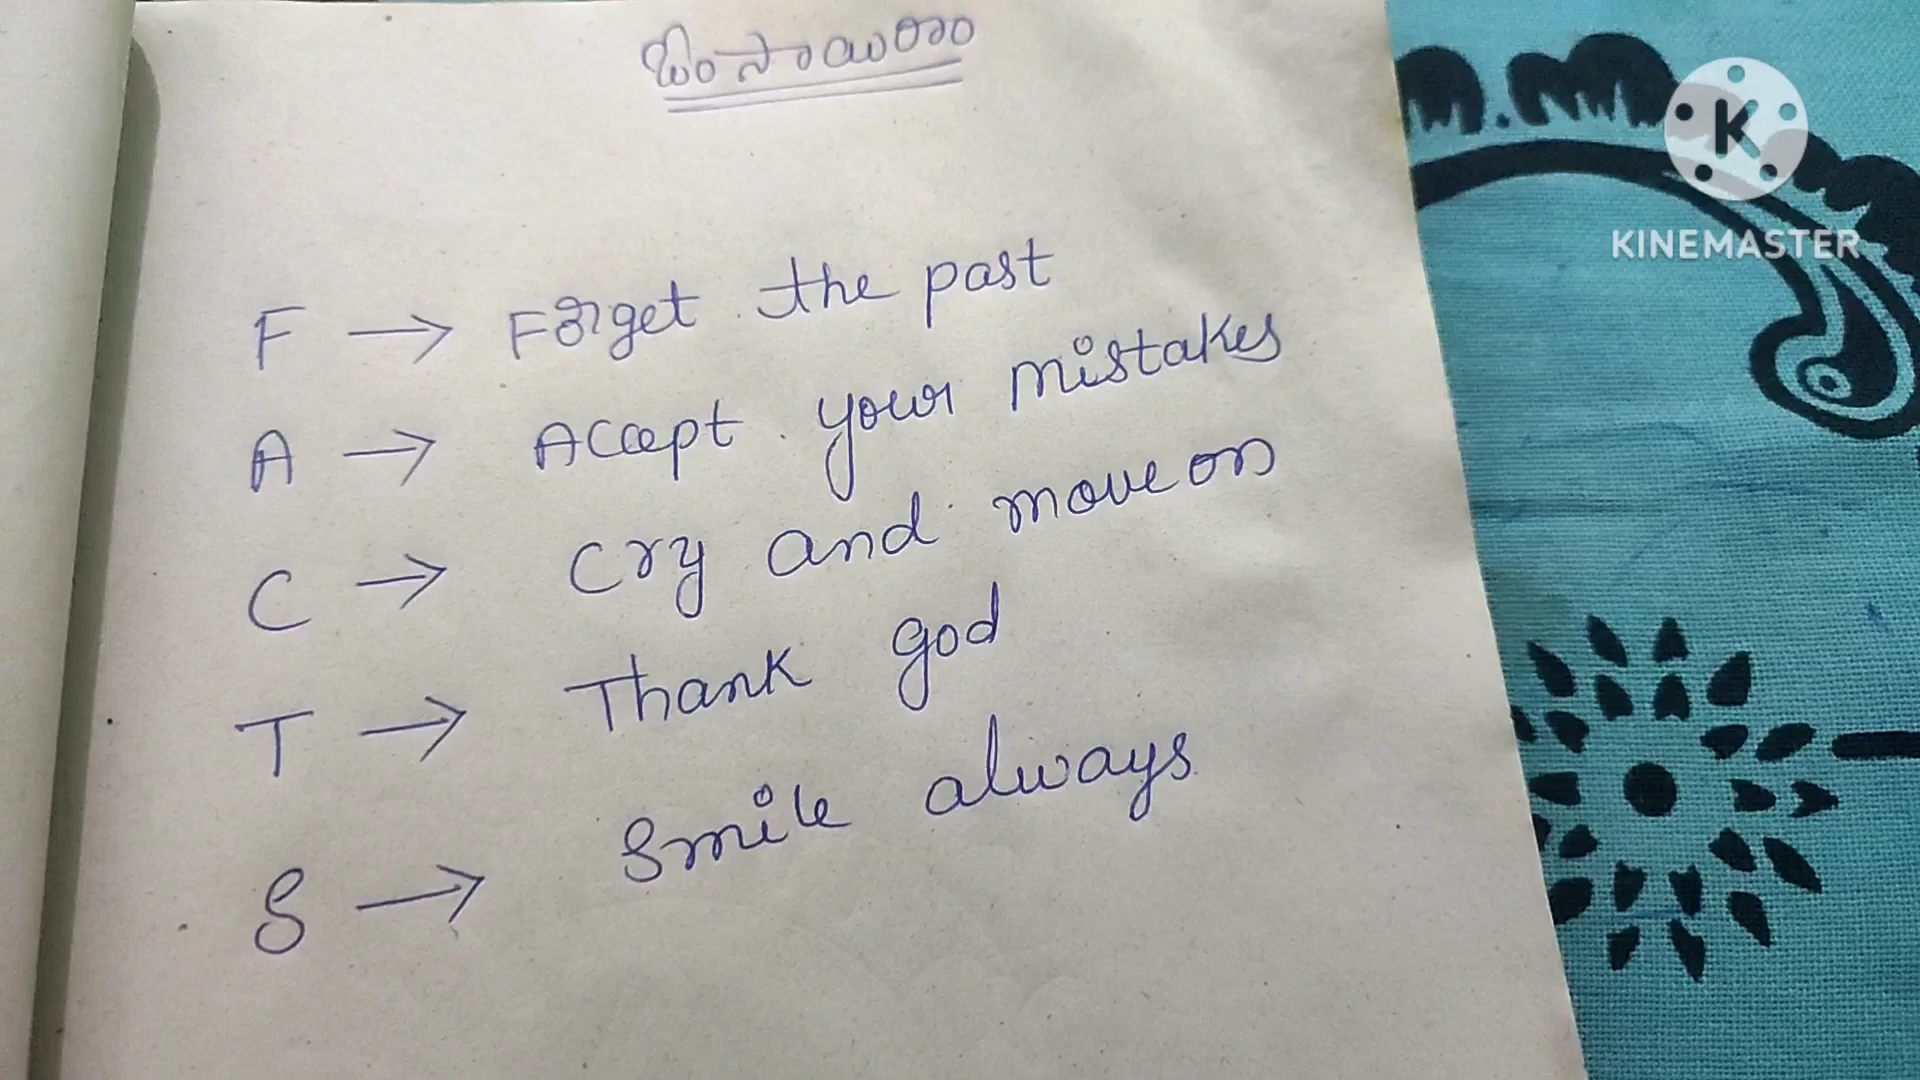 ఓం సాయిరాం
K
KINEMASTER
F → Forget the past
A → Accept your mistakes
C → Cry and move on
T → Thank god
S → Smile always